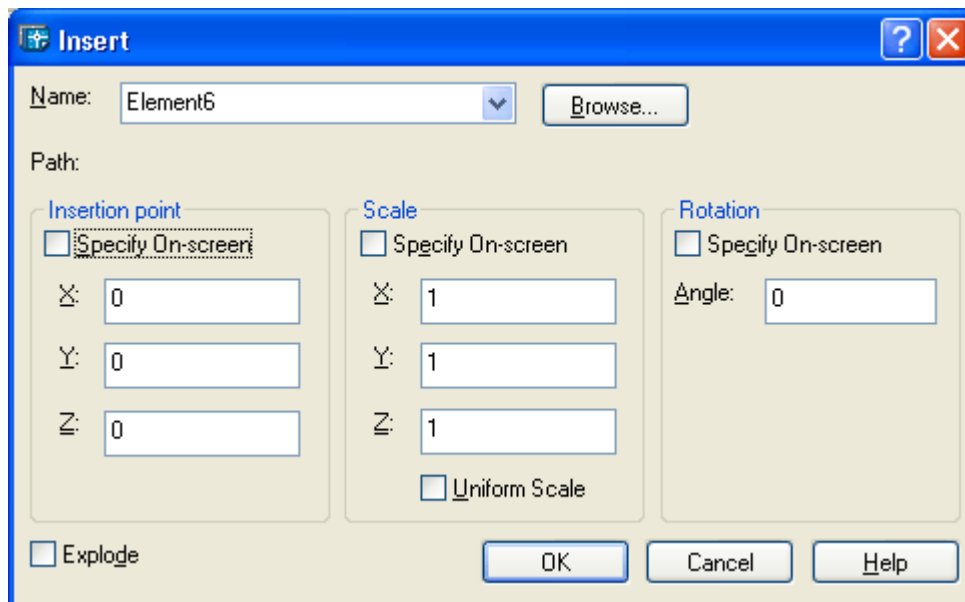 Insert
Name: Element6 Browse...
Path:
Insertion point Scale Rotation
Specify On-screen Specify On-screen Specify On-screen
X: 0 X: 1 Angle: 0
Y: 0 Y: 1
Z: 0 Z: 1
Uniform Scale
Explode OK Cancel Help